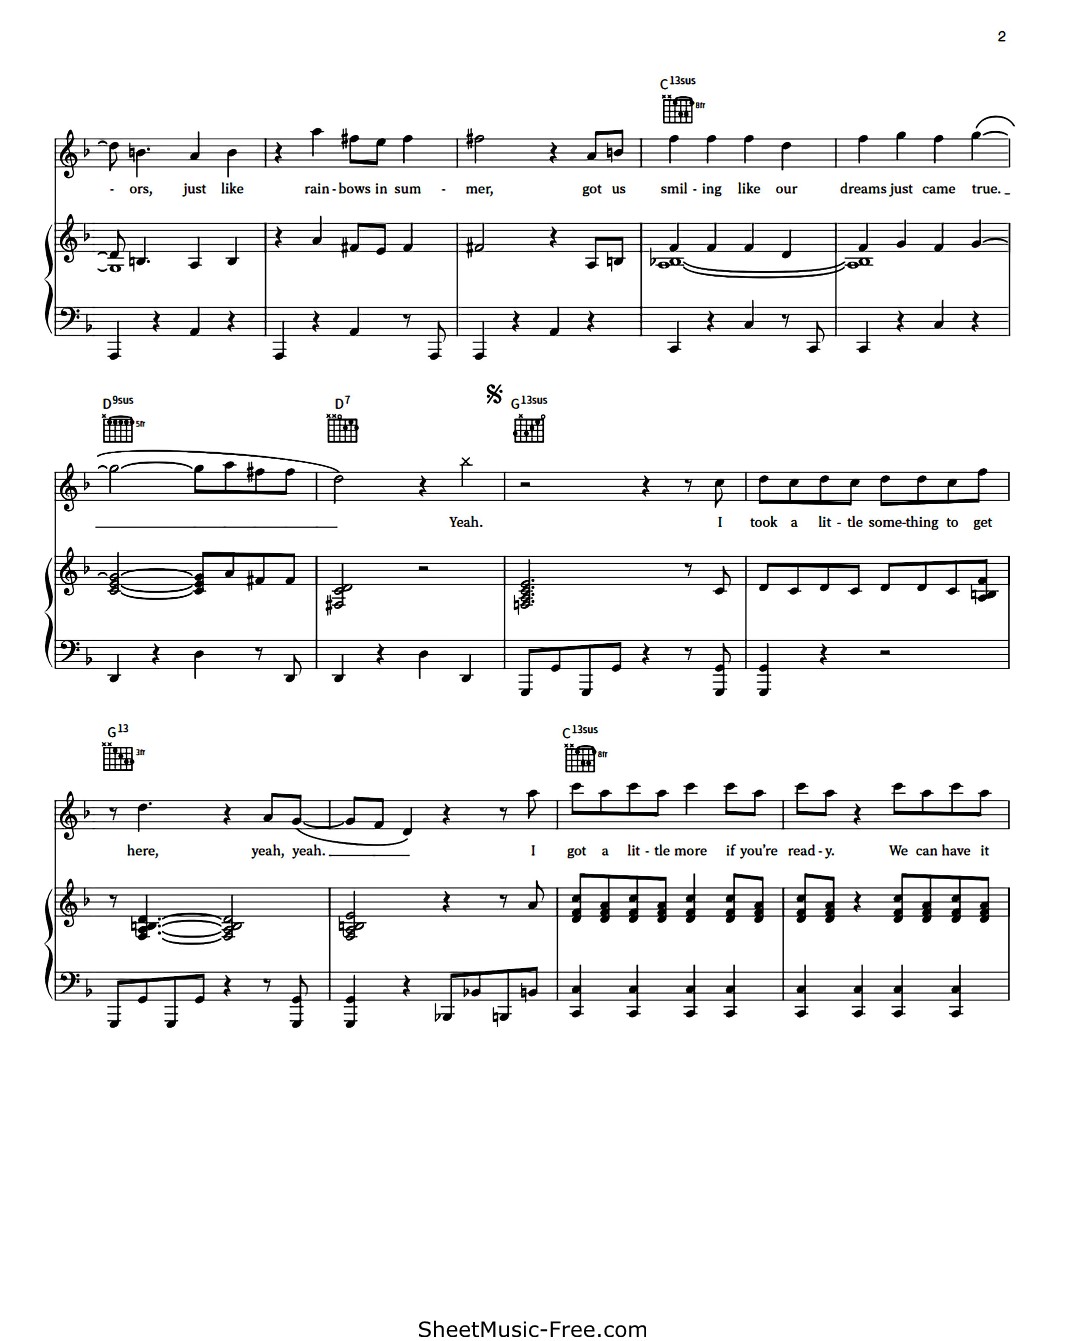 2
C13sus
8fr
- ors, just like rain - bows in sum - mer, got us smil - ing like our dreams just came true. _
D9sus D7 G13sus
5fr
Yeah. I took a lit - tle some-thing to get
G13 C13sus
3fr 8fr
here, yeah, yeah. I got a lit - tle more if you're read - y. We can have it
SheetMusic-Free.com